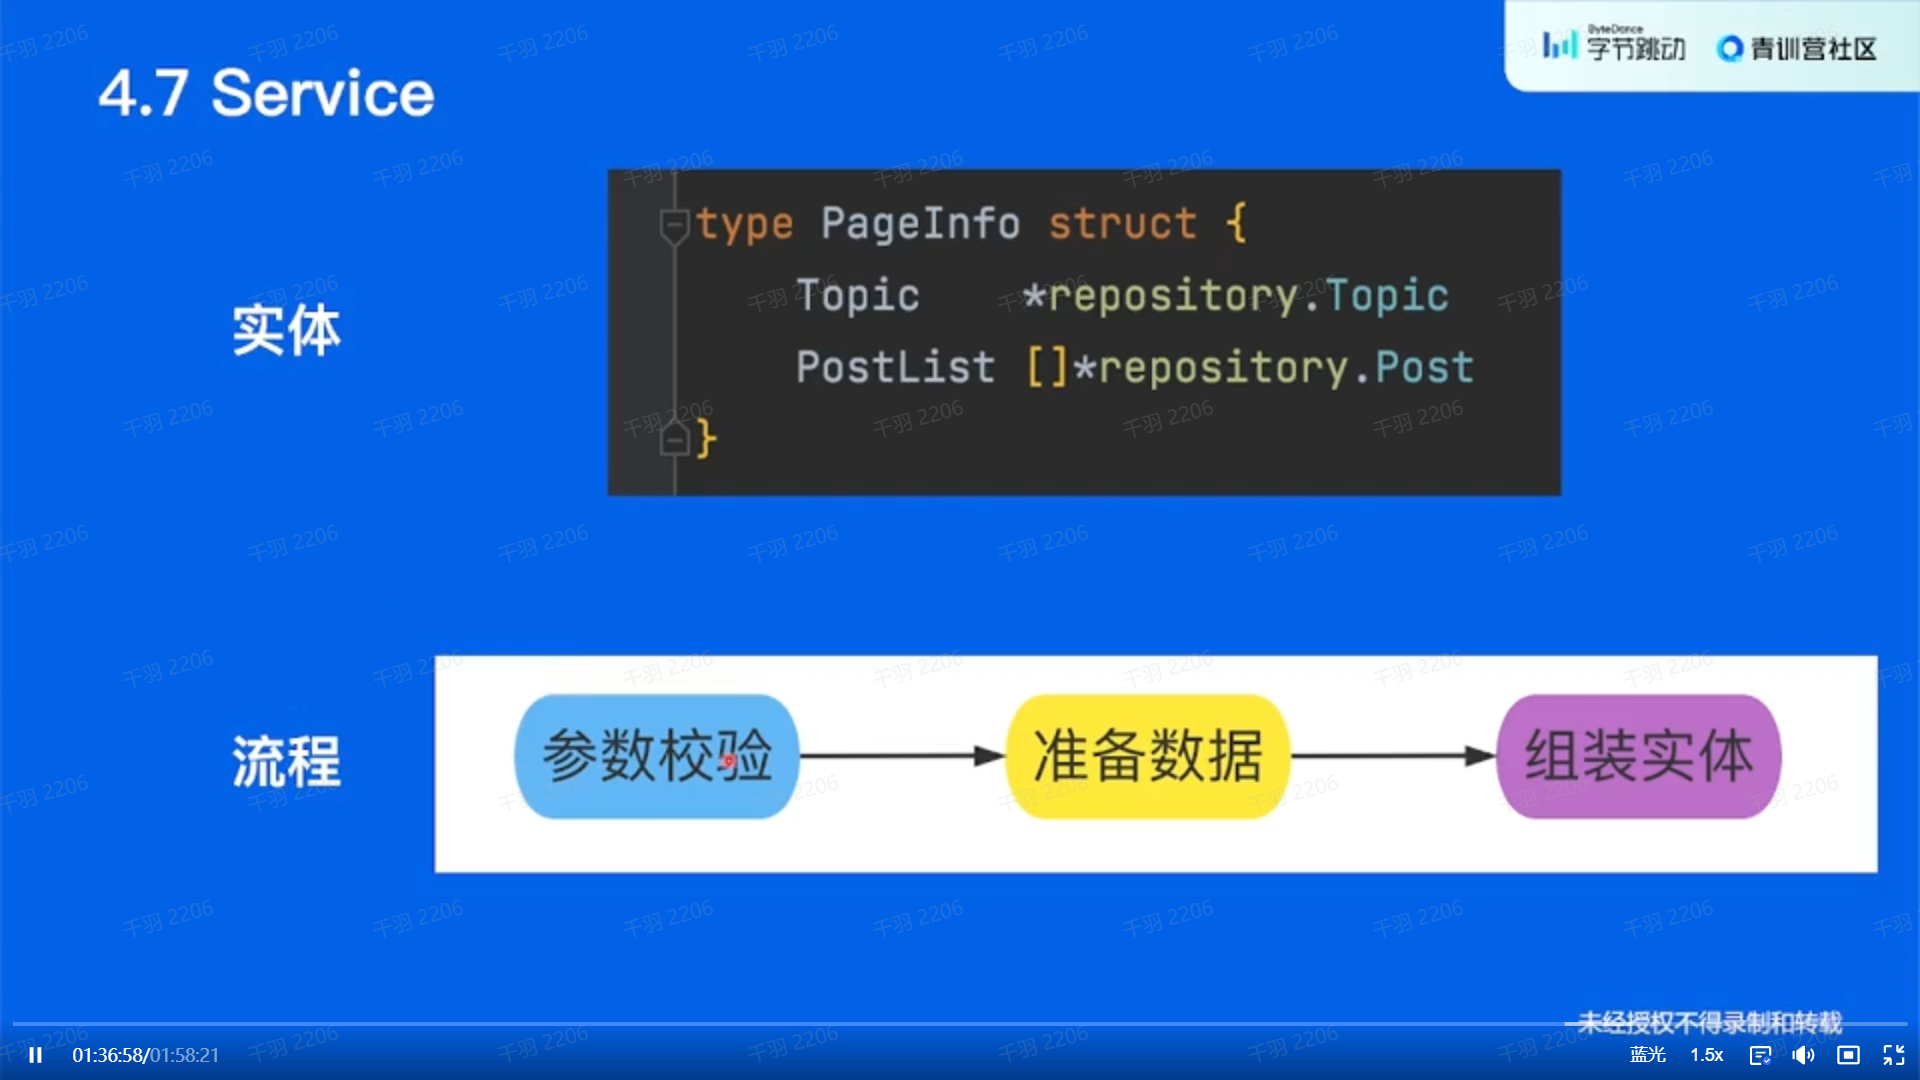 ByteDance
字节跳动
青训营社区
4.7 Service
实体
type PageInfo struct {
Topic *repository.Topic
PostList []*repository.Post
}
流程
参数校验
准备数据
组装实体
未经授权不得录制和转载
01:36:58/01:58:21
蓝光
1.5x
千羽 2206